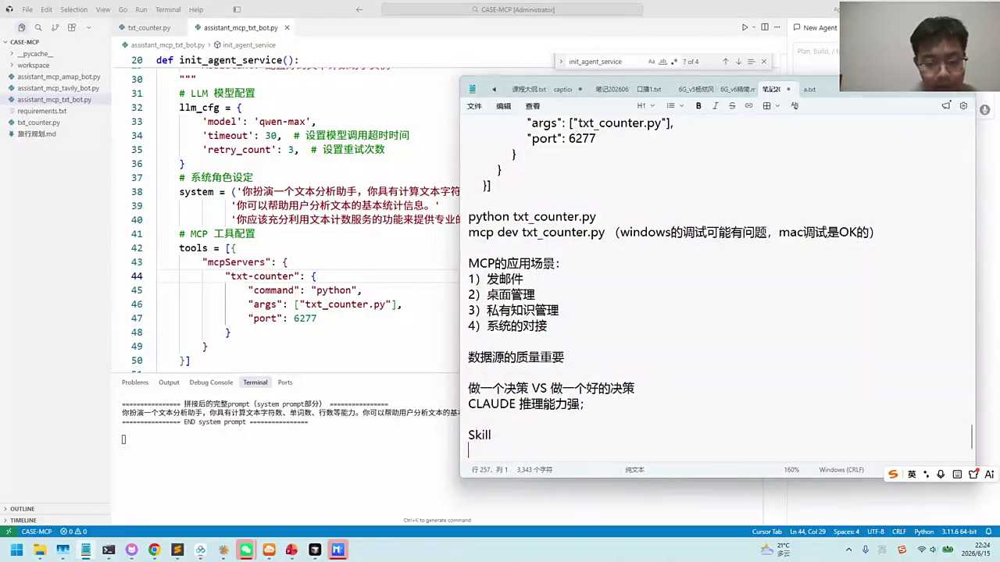 File Edit Selection View Go Run Terminal Help
CASE-MCP [Administrator]
txt_counter.py
assistant_mcp_txt_bot.py
New Agent
CASE-MCP
__pycache__
workspace
assistant_mcp_amap_bot.py
assistant_mcp_tavily_bot.py
assistant_mcp_txt_bot.py
requirements.txt
txt_counter.py
旅行规划.md
OUTLINE
TIMELINE
assistant_mcp_txt_bot.py > init_agent_service
init_agent_service
? of 4
20 def init_agent_service():
30 """
31 # LLM 模型配置
32 llm_cfg = {
33 'model': 'qwen-max',
34 'timeout': 30, # 设置模型调用超时时间
35 'retry_count': 3, # 设置重试次数
36 }
37 # 系统角色设定
38 system = ('你扮演一个文本分析助手，你具有计算文本字符
39 '你可以帮助用户分析文本的基本统计信息。'
40 '你应该充分利用文本计数服务的功能来提供专业的
41 # MCP 工具配置
42 tools = [{
43 "mcpServers": {
44 "txt-counter": {
45 "command": "python",
46 "args": ["txt_counter.py"],
47 "port": 6277
48 }
49 }
50 }]
Problems Output Debug Console Terminal Ports
================ 拼接后的完整prompt（system prompt部分） ================
你扮演一个文本分析助手，你具有计算文本字符数、单词数、行数等能力。你可以帮助用户分析文本的基本
================ END system prompt ================
Ctrl+K to generate command
课程大纲.txt captio 笔记202606 口播1.txt 6G_v5杨然风 6G_v6精简.r 笔记20 a.txt
文件 编辑 查看
H1 B I S
"args": ["txt_counter.py"],
"port": 6277
}
}
}]
python txt_counter.py
mcp dev txt_counter.py （windows的调试可能有问题，mac调试是OK的）
MCP的应用场景：
1）发邮件
2）桌面管理
3）私有知识管理
4）系统的对接
数据源的质量重要
做一个决策 VS 做一个好的决策
CLAUDE 推理能力强；
Skill
行 257，列 1 3,343 个字符 纯文本 160% Windows (CRLF)
英
CASE-MCP 0 0 Cursor Tab Ln 44, Col 29 Spaces: 4 UTF-8 CRLF Python 3.11.6 64-bit
21°C
多云
22:24
2026/6/15